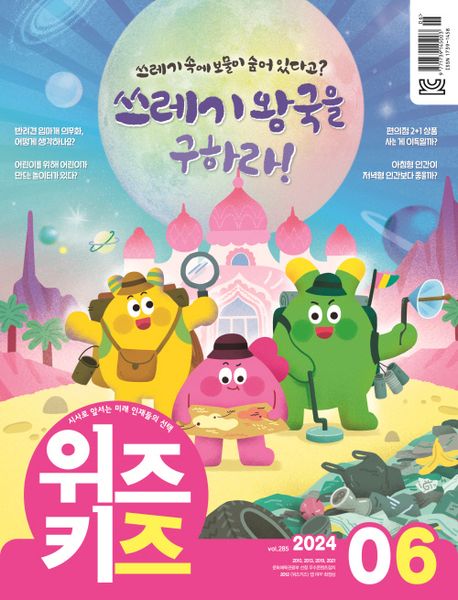 쓰레기 속에 보물이 숨어 있다고?
쓰레기 왕국을
구하라!
반려견 입마개 의무화,
어떻게 생각하나요?
어린이를 위해 어린이가
만드는 놀이터가 있다?
편의점 2+1 상품
사는 게 이득일까?
아침형 인간이
저녁형 인간보다 좋을까?
ISSN 1739-1458
시사로 앞서는 미래 인재들의 선택
위즈
키즈
vol.285
2024
06